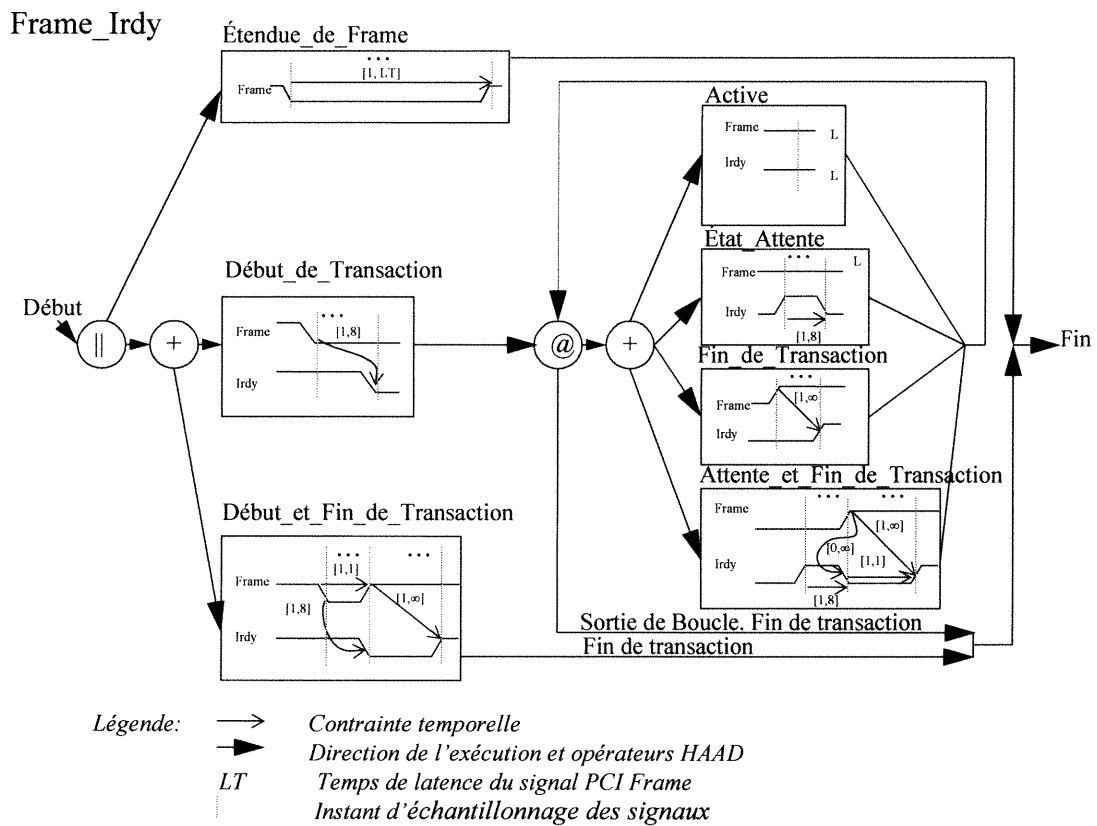 Frame_Irdy
Étendue_de_Frame
•••
[1, LT]
Frame
Active
Frame
L
Irdy
L
État_Attente
•••
L
Frame
Irdy
[1,8]
Début_de_Transaction
•••
Frame
[1,8]
Irdy
Début
||
+
@
+
Fin
Fin_de_Transaction
•••
[1,∞
Frame
Irdy
Attente_et_Fin_de_Transaction
••• •••
Frame
[1,∞]
[0,∞]
[1,1]
Irdy
[1,8]
Début_et_Fin_de_Transaction
••• •••
[1,1]
Frame
[1,8]
[1,∞]
Irdy
Sortie de Boucle. Fin de transaction
Fin de transaction
Légende:
Contrainte temporelle
Direction de l'exécution et opérateurs HAAD
LT Temps de latence du signal PCI Frame
Instant d'échantillonnage des signaux